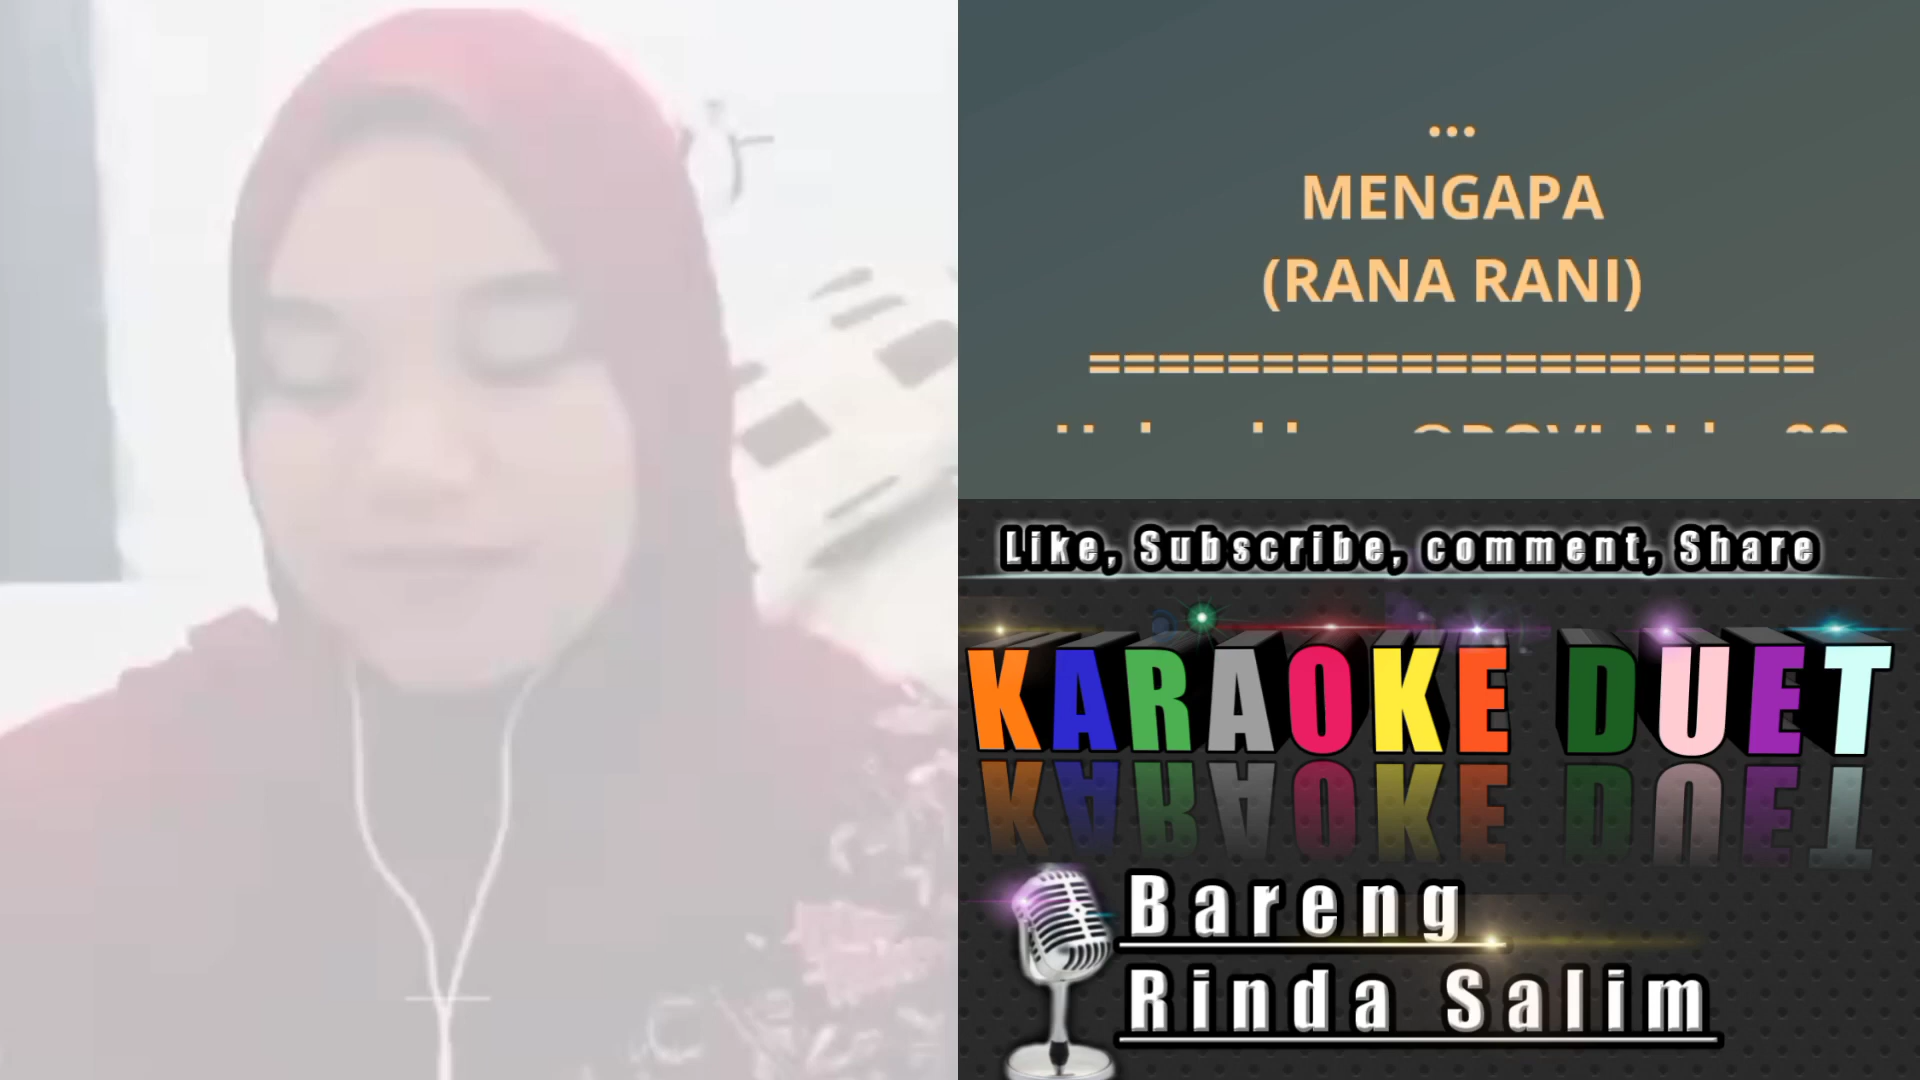 ...
MENGAPA
(RANA RANI)
=====================
Like, Subscribe, comment, Share
KARAOKE DUET
Bareng
Rinda Salim